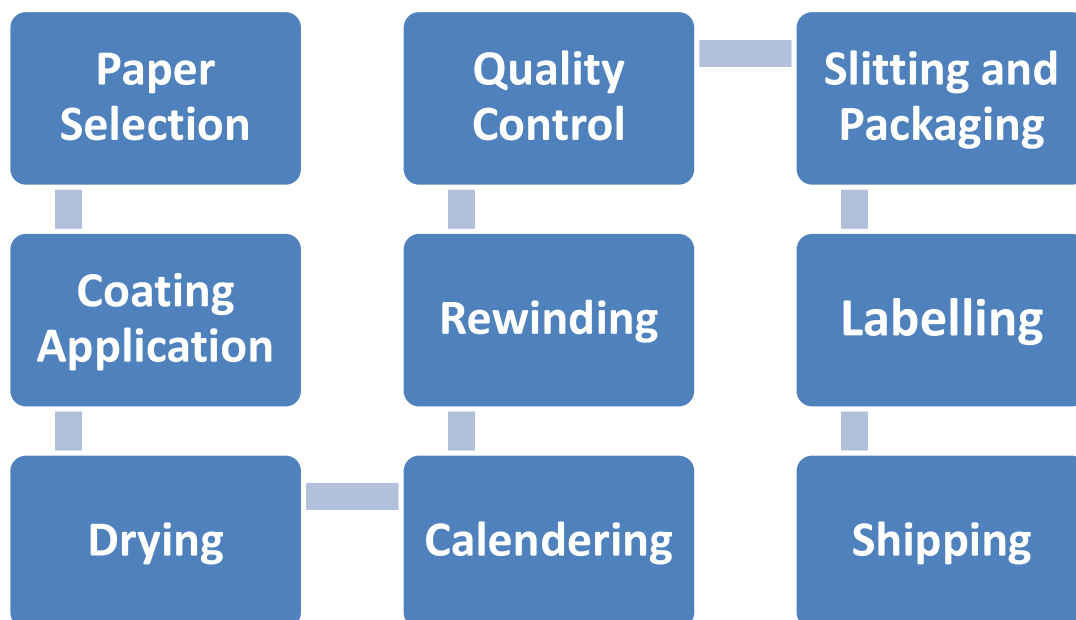 Paper
Selection
Coating
Application
Drying
Calendering
Rewinding
Quality
Control
Slitting and
Packaging
Labelling
Shipping